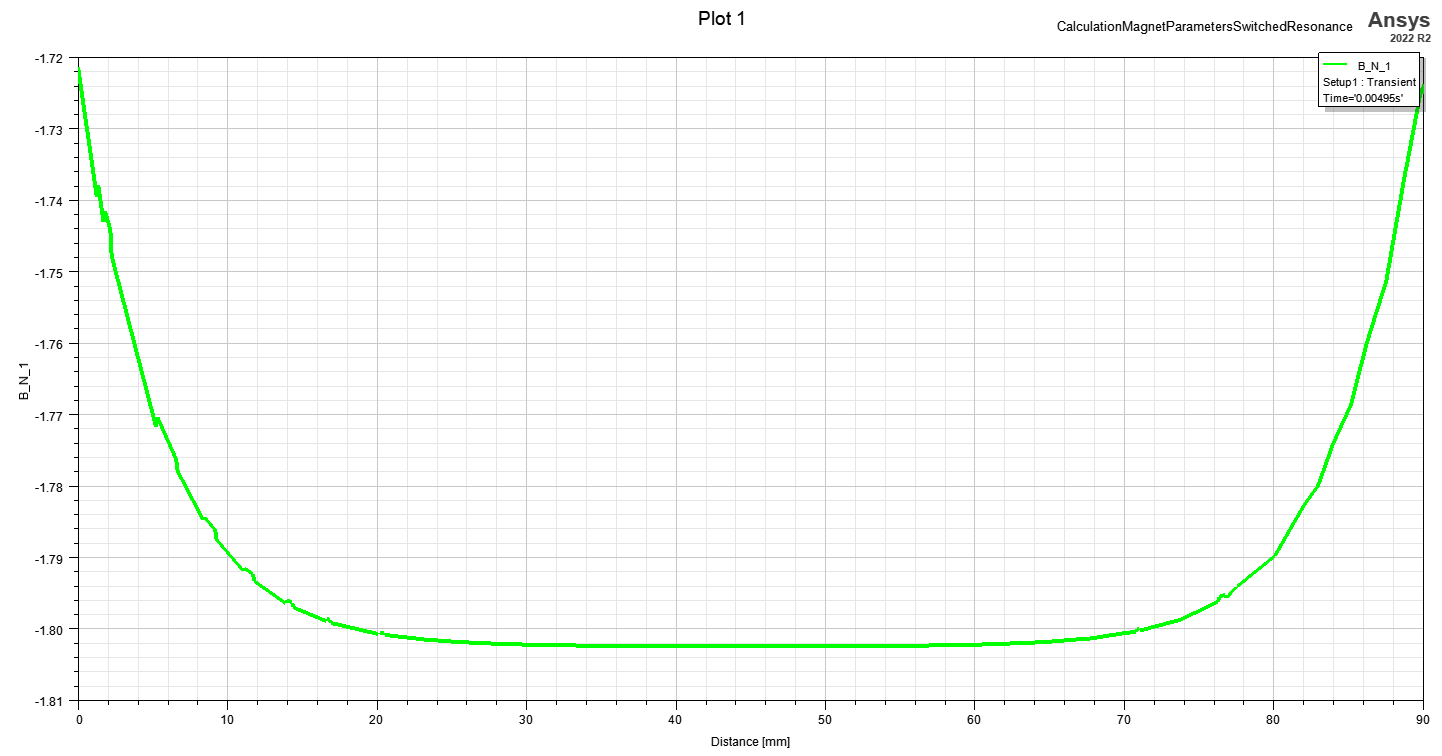 Plot 1
CalculationMagnetParametersSwitchedResonance
Ansys
2022 R2
B_N_1
Setup1 : Transient
Time='0.00495s'
-1.72
-1.73
-1.74
-1.75
-1.76
-1.77
-1.78
-1.79
-1.80
-1.81
B_N_1
0 10 20 30 40 50 60 70 80 90
Distance [mm]